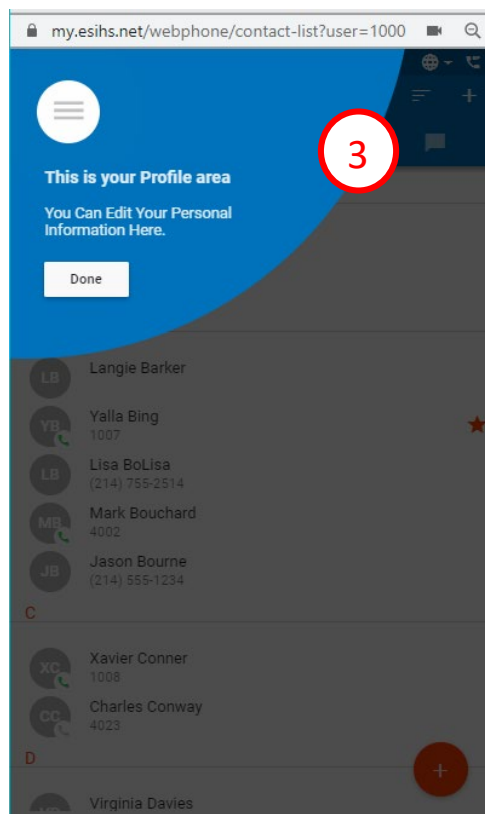 my.esihs.net/webphone/contact-list?user=1000
3
This is your Profile area
You Can Edit Your Personal
Information Here.
Done
LB Langie Barker
YB Yalla Bing
1007
LB Lisa BoLisa
(214) 755-2514
MB Mark Bouchard
4002
JB Jason Bourne
(214) 555-1234
C
XC Xavier Conner
1008
CC Charles Conway
4023
D
VD Virginia Davies